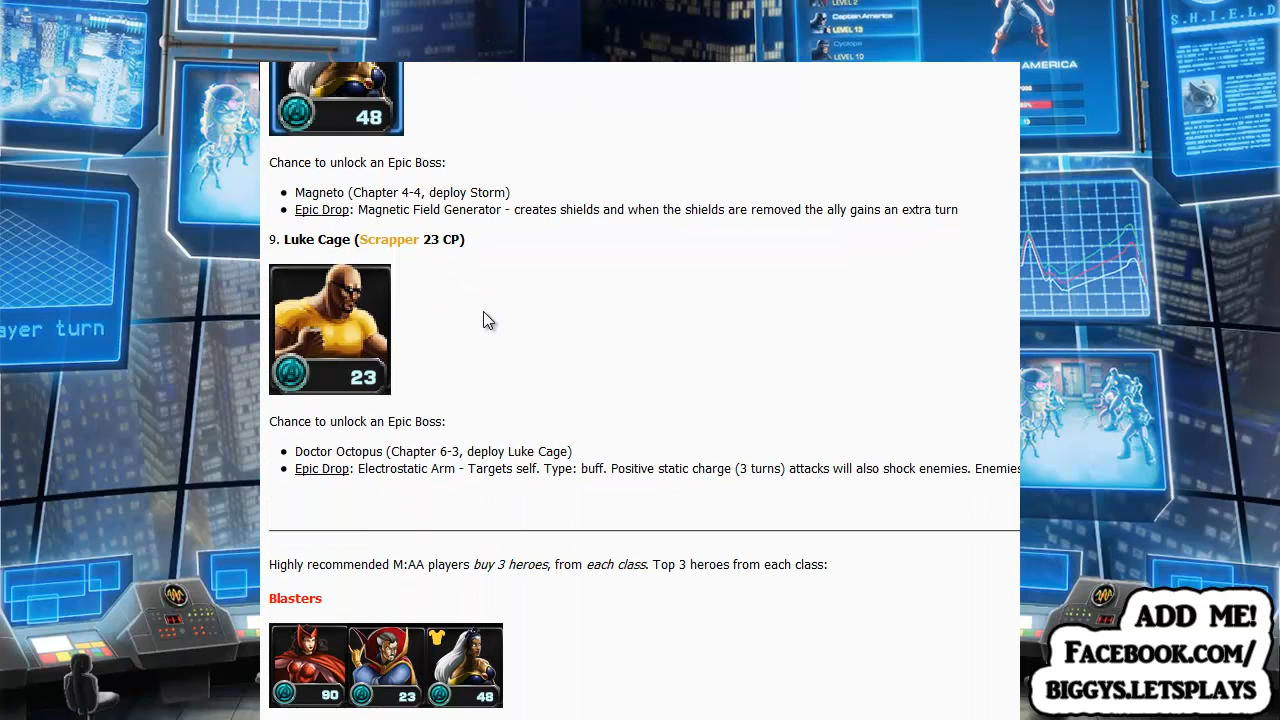 LEVEL 2
Captain America
LEVEL 13
Cyclops
LEVEL 10
S.H.I.E.L.D
AMERICA
48
Chance to unlock an Epic Boss:
Magneto (Chapter 4-4, deploy Storm)
Epic Drop: Magnetic Field Generator - creates shields and when the shields are removed the ally gains an extra turn
9. Luke Cage (Scrapper 23 CP)
ayer turn
23
Chance to unlock an Epic Boss:
Doctor Octopus (Chapter 6-3, deploy Luke Cage)
Epic Drop: Electrostatic Arm - Targets self. Type: buff. Positive static charge (3 turns) attacks will also shock enemies. Enemies
Highly recommended M:AA players buy 3 heroes, from each class. Top 3 heroes from each class:
Blasters
90 23 48
ADD ME!
FACEBOOK.COM/
BIGGYS.LETSPLAYS